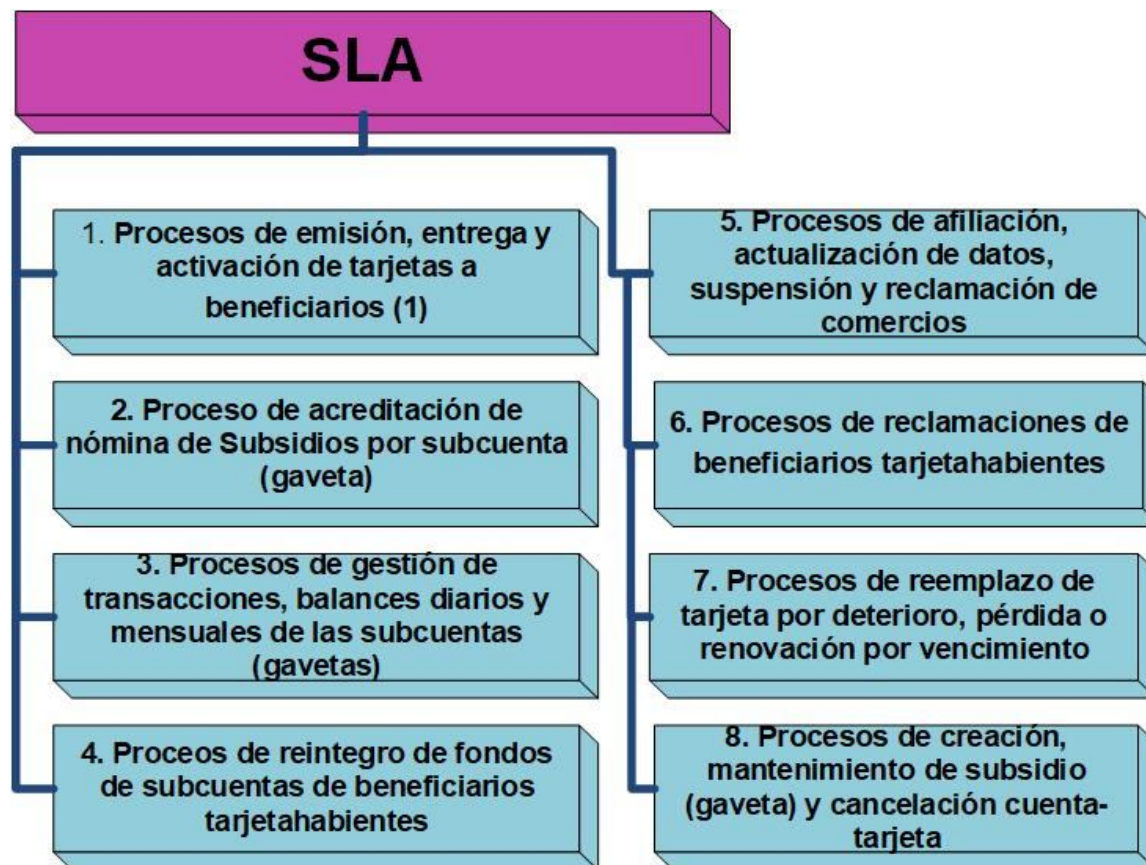 SLA
1. Procesos de emisión, entrega y
activación de tarjetas a
beneficiarios (1)
2. Proceso de acreditación de
nómina de Subsidios por subcuenta
(gaveta)
3. Procesos de gestión de
transacciones, balances diarios y
mensuales de las subcuentas
(gavetas)
4. Proceos de reintegro de fondos
de subcuentas de beneficiarios
tarjetahabientes
5. Procesos de afiliación,
actualización de datos,
suspensión y reclamación de
comercios
6. Procesos de reclamaciones de
beneficiarios tarjetahabientes
7. Procesos de reemplazo de
tarjeta por deterioro, pérdida o
renovación por vencimiento
8. Procesos de creación,
mantenimiento de subsidio
(gaveta) y cancelación cuenta-
tarjeta